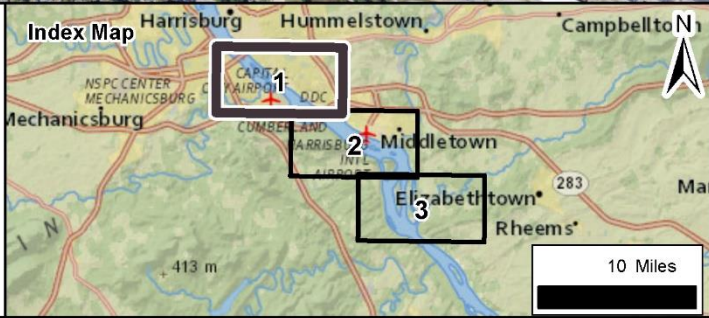 Index Map
Harrisburg
Hummelstown
Campbelltown
N
NSPC CENTER
MECHANICSBURG
CAPITAL
CITY AIRPORT
1
DDC
Mechanicsburg
CUMBERLAND
HARRISBURG
INTL
AIRPORT
2
Middletown
Elizabethtown
3
283
Rheems
Ma
I N
413 m
10 Miles